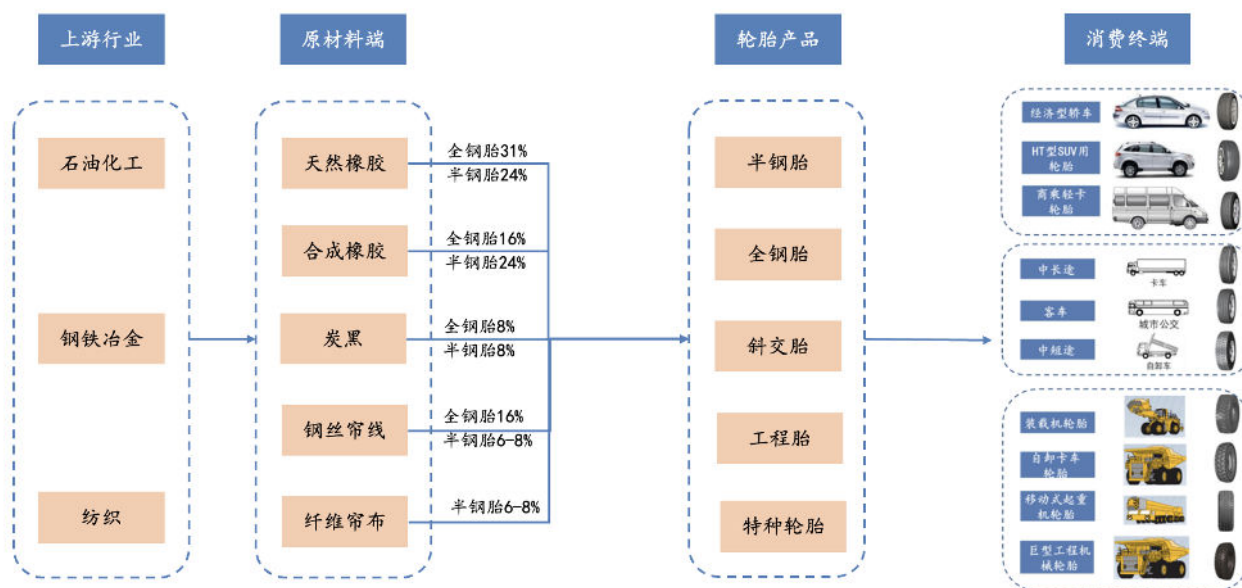 上游行业
原材料端
轮胎产品
消费终端
石油化工
钢铁冶金
纺织
天然橡胶
合成橡胶
炭黑
钢丝帘线
纤维帘布
全钢胎31%
半钢胎24%
全钢胎16%
半钢胎24%
全钢胎8%
半钢胎8%
全钢胎16%
半钢胎6-8%
半钢胎6-8%
半钢胎
全钢胎
斜交胎
工程胎
特种轮胎
经济型轿车
HT型SUV用
轮胎
商乘轻卡
轮胎
中长途
卡车
客车
城市公交
中短途
自卸车
装载机轮胎
自卸卡车
轮胎
移动式起重
机轮胎
巨型工程机
械轮胎